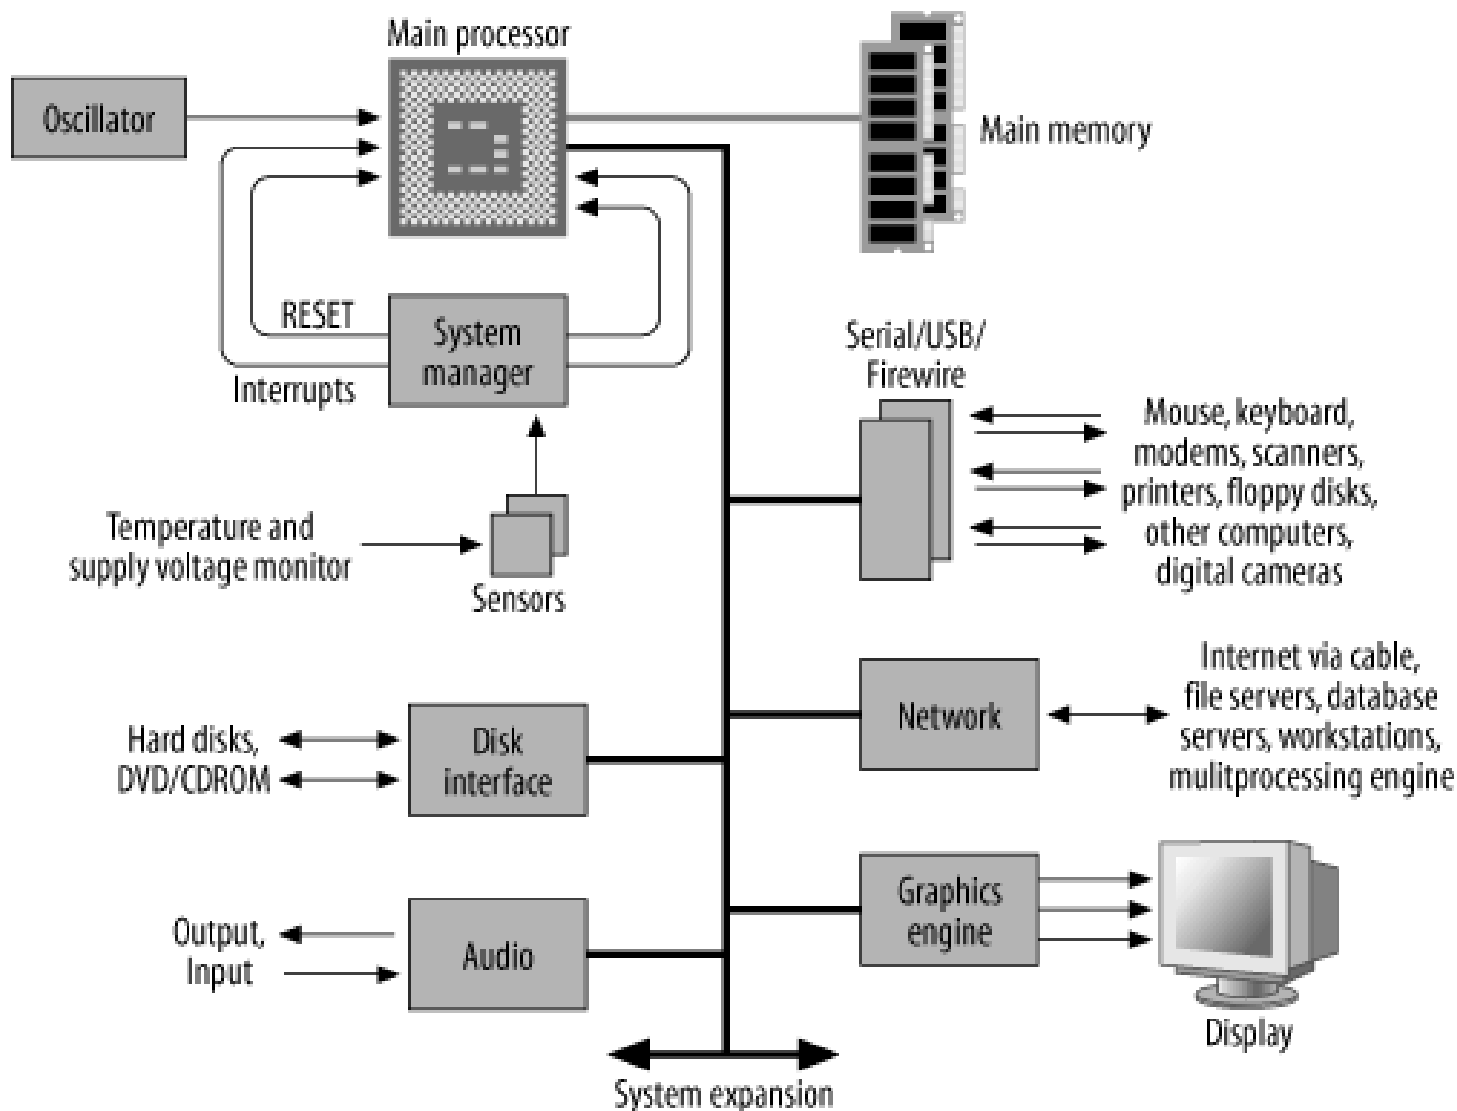 Main processor
Oscillator
Main memory
RESET
System
manager
Interrupts
Serial/USB/
Firewire
Mouse, keyboard,
modems, scanners,
printers, floppy disks,
other computers,
digital cameras
Temperature and
supply voltage monitor
Sensors
Internet via cable,
file servers, database
servers, workstations,
mulitprocessing engine
Network
Hard disks,
DVD/CDROM
Disk
interface
Graphics
engine
Output,
Input
Audio
Display
System expansion